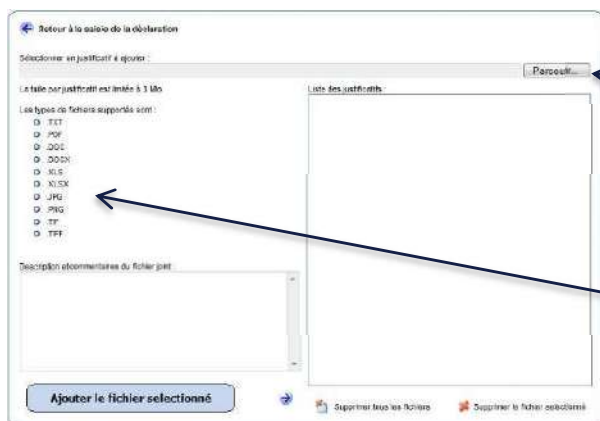 Retour à la saisie de la déclaration
Sélectionner un justificatif à ajouter :
Parcourir...
La taille par justificatif est limitée à 3 Mo
Les types de fichiers supportés sont :
.TXT
.PDF
.DOC
.DOCX
.XLS
.XLSX
.JPG
.PNG
.TIF
.TIFF
Description et commentaires du fichier joint
Liste des justificatifs :
Ajouter le fichier selectionné
Supprimer tous les fichiers
Supprimer le fichier selectionné